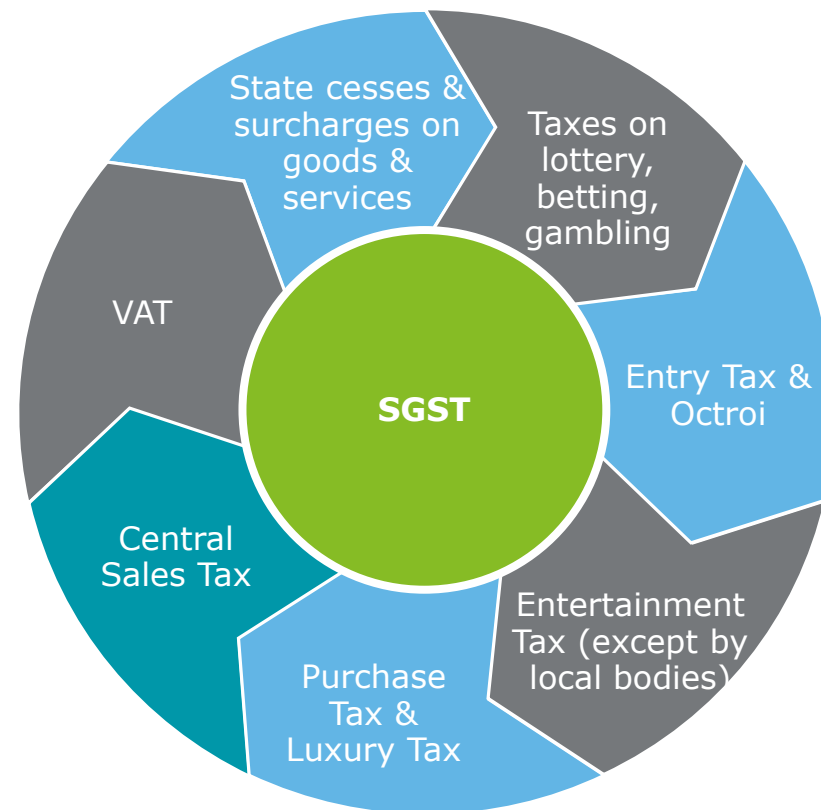 State cesses &
surcharges on
goods &
services
Taxes on
lottery,
betting,
gambling
Entry Tax &
Octroi
Entertainment
Tax (except by
local bodies)
Purchase
Tax &
Luxury Tax
Central
Sales Tax
VAT
SGST